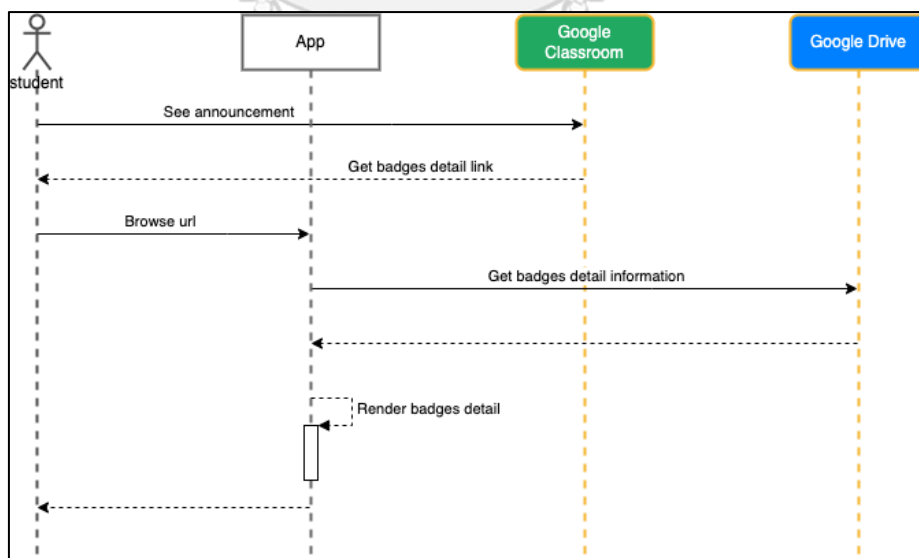 App
Google
Classroom
Google Drive
student
See announcement
Get badges detail link
Browse url
Get badges detail information
Render badges detail